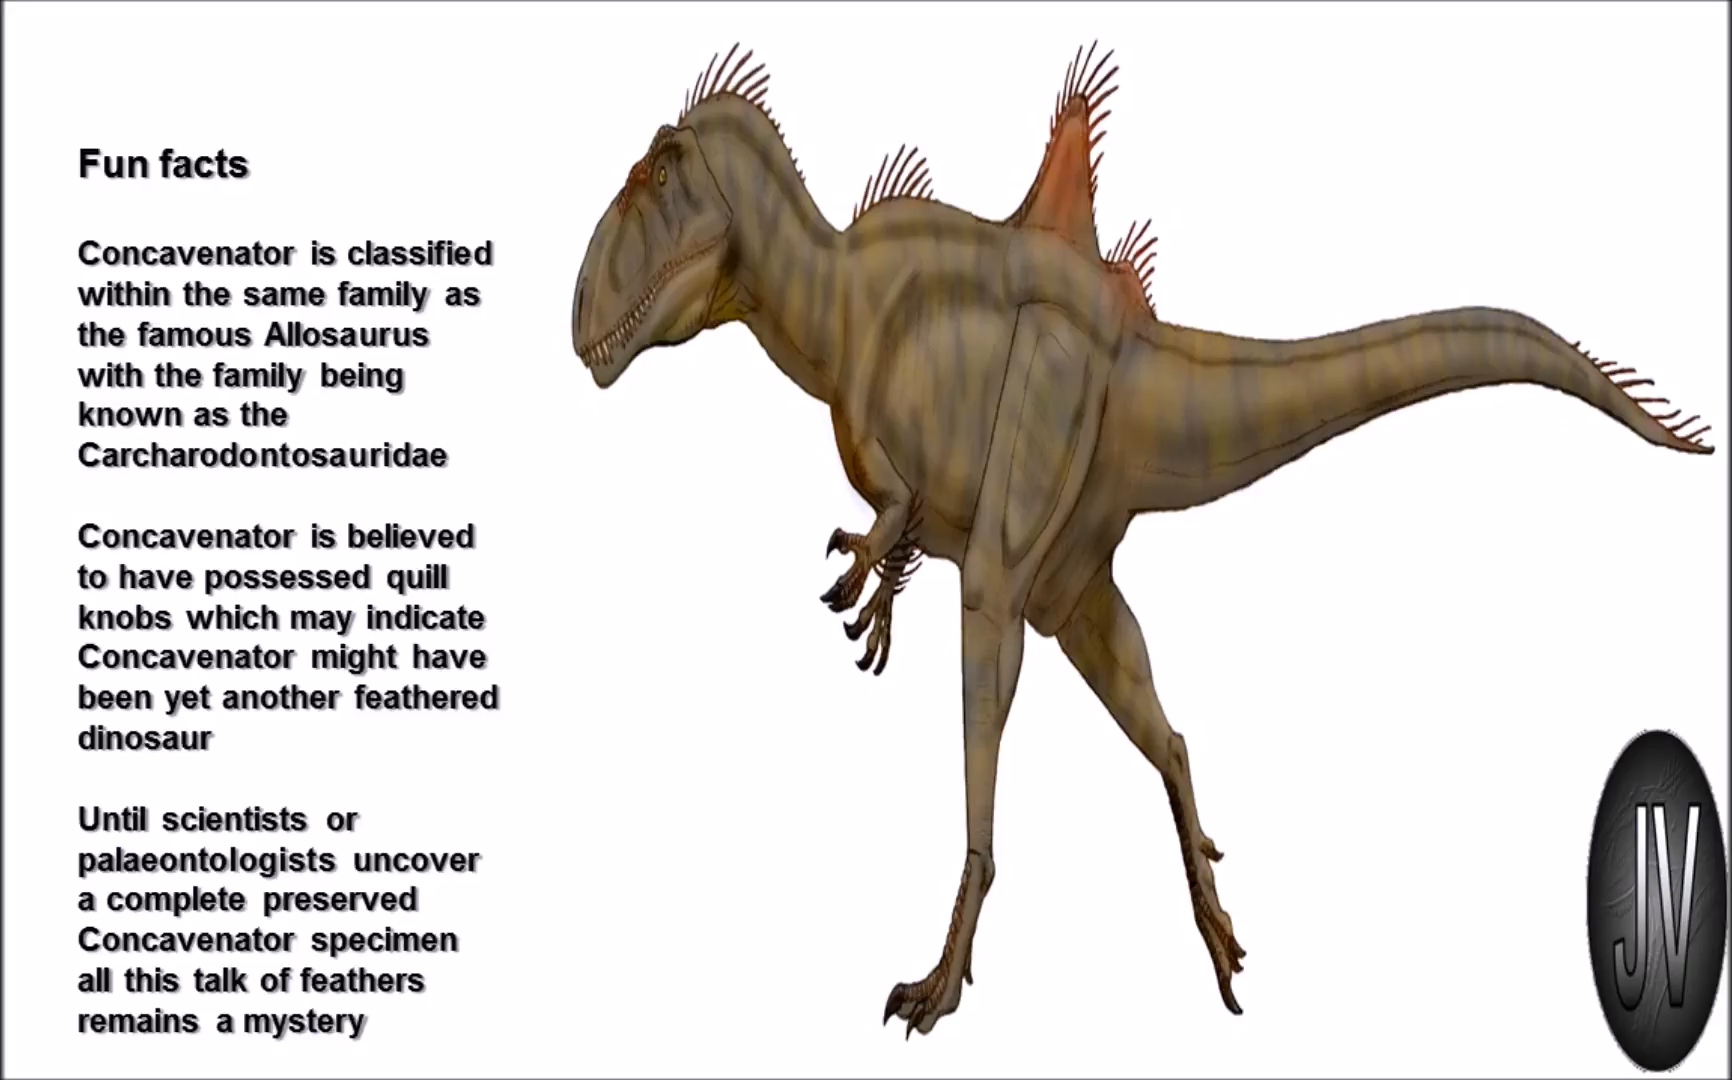 Fun facts
Concavenator is classified
within the same family as
the famous Allosaurus
with the family being
known as the
Carcharodontosauridae
Concavenator is believed
to have possessed quill
knobs which may indicate
Concavenator might have
been yet another feathered
dinosaur
Until scientists or
palaeontologists uncover
a complete preserved
Concavenator specimen
all this talk of feathers
remains a mystery
JV